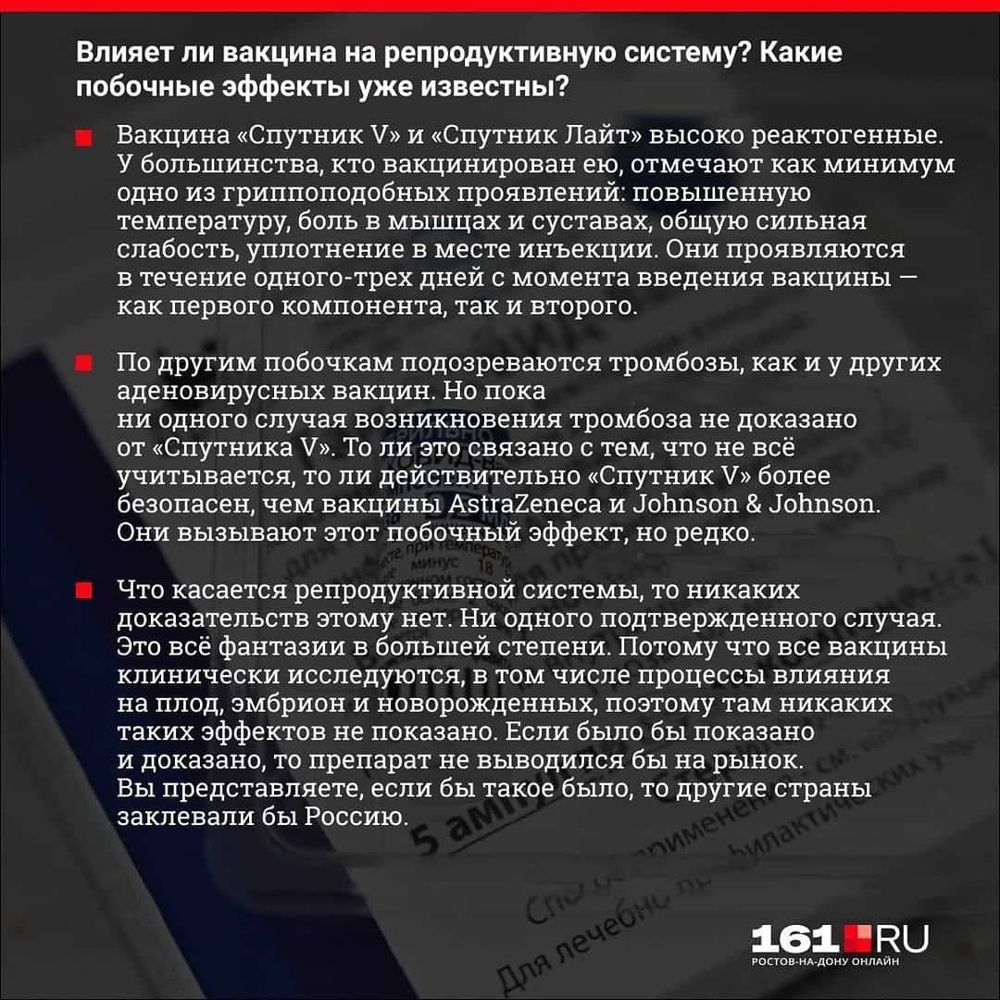 Влияет ли вакцина на репродуктивную систему? Какие
побочные эффекты уже известны?
Вакцина «Спутник V» и «Спутник Лайт» высоко реактогенные.
У большинства, кто вакцинирован ею, отмечают как минимум
одно из гриппоподобных проявлений: повышенную
температуру, боль в мышцах и суставах, общую сильная
слабость, уплотнение в месте инъекции. Они проявляются
в течение одного-трех дней с момента введения вакцины —
как первого компонента, так и второго.
По другим побочкам подозреваются тромбозы, как и у других
аденовирусных вакцин. Но пока
ни одного случая возникновения тромбоза не доказано
от «Спутника V». То ли это связано с тем, что не всё
учитывается, то ли действительно «Спутник V» более
безопасен, чем вакцины AstraZeneca и Johnson & Johnson.
Они вызывают этот побочный эффект, но редко.
Что касается репродуктивной системы, то никаких
доказательств этому нет. Ни одного подтвержденного случая.
Это всё фантазии в большей степени. Потому что все вакцины
клинически исследуются, в том числе процессы влияния
на плод, эмбрион и новорожденных, поэтому там никаких
таких эффектов не показано. Если было бы показано
и доказано, то препарат не выводился бы на рынок.
Вы представляете, если бы такое было, то другие страны
заклевали бы Россию.
5 ампул
Для лечебно
161 RU
РОСТОВ-НА-ДОНУ ОНЛАЙН